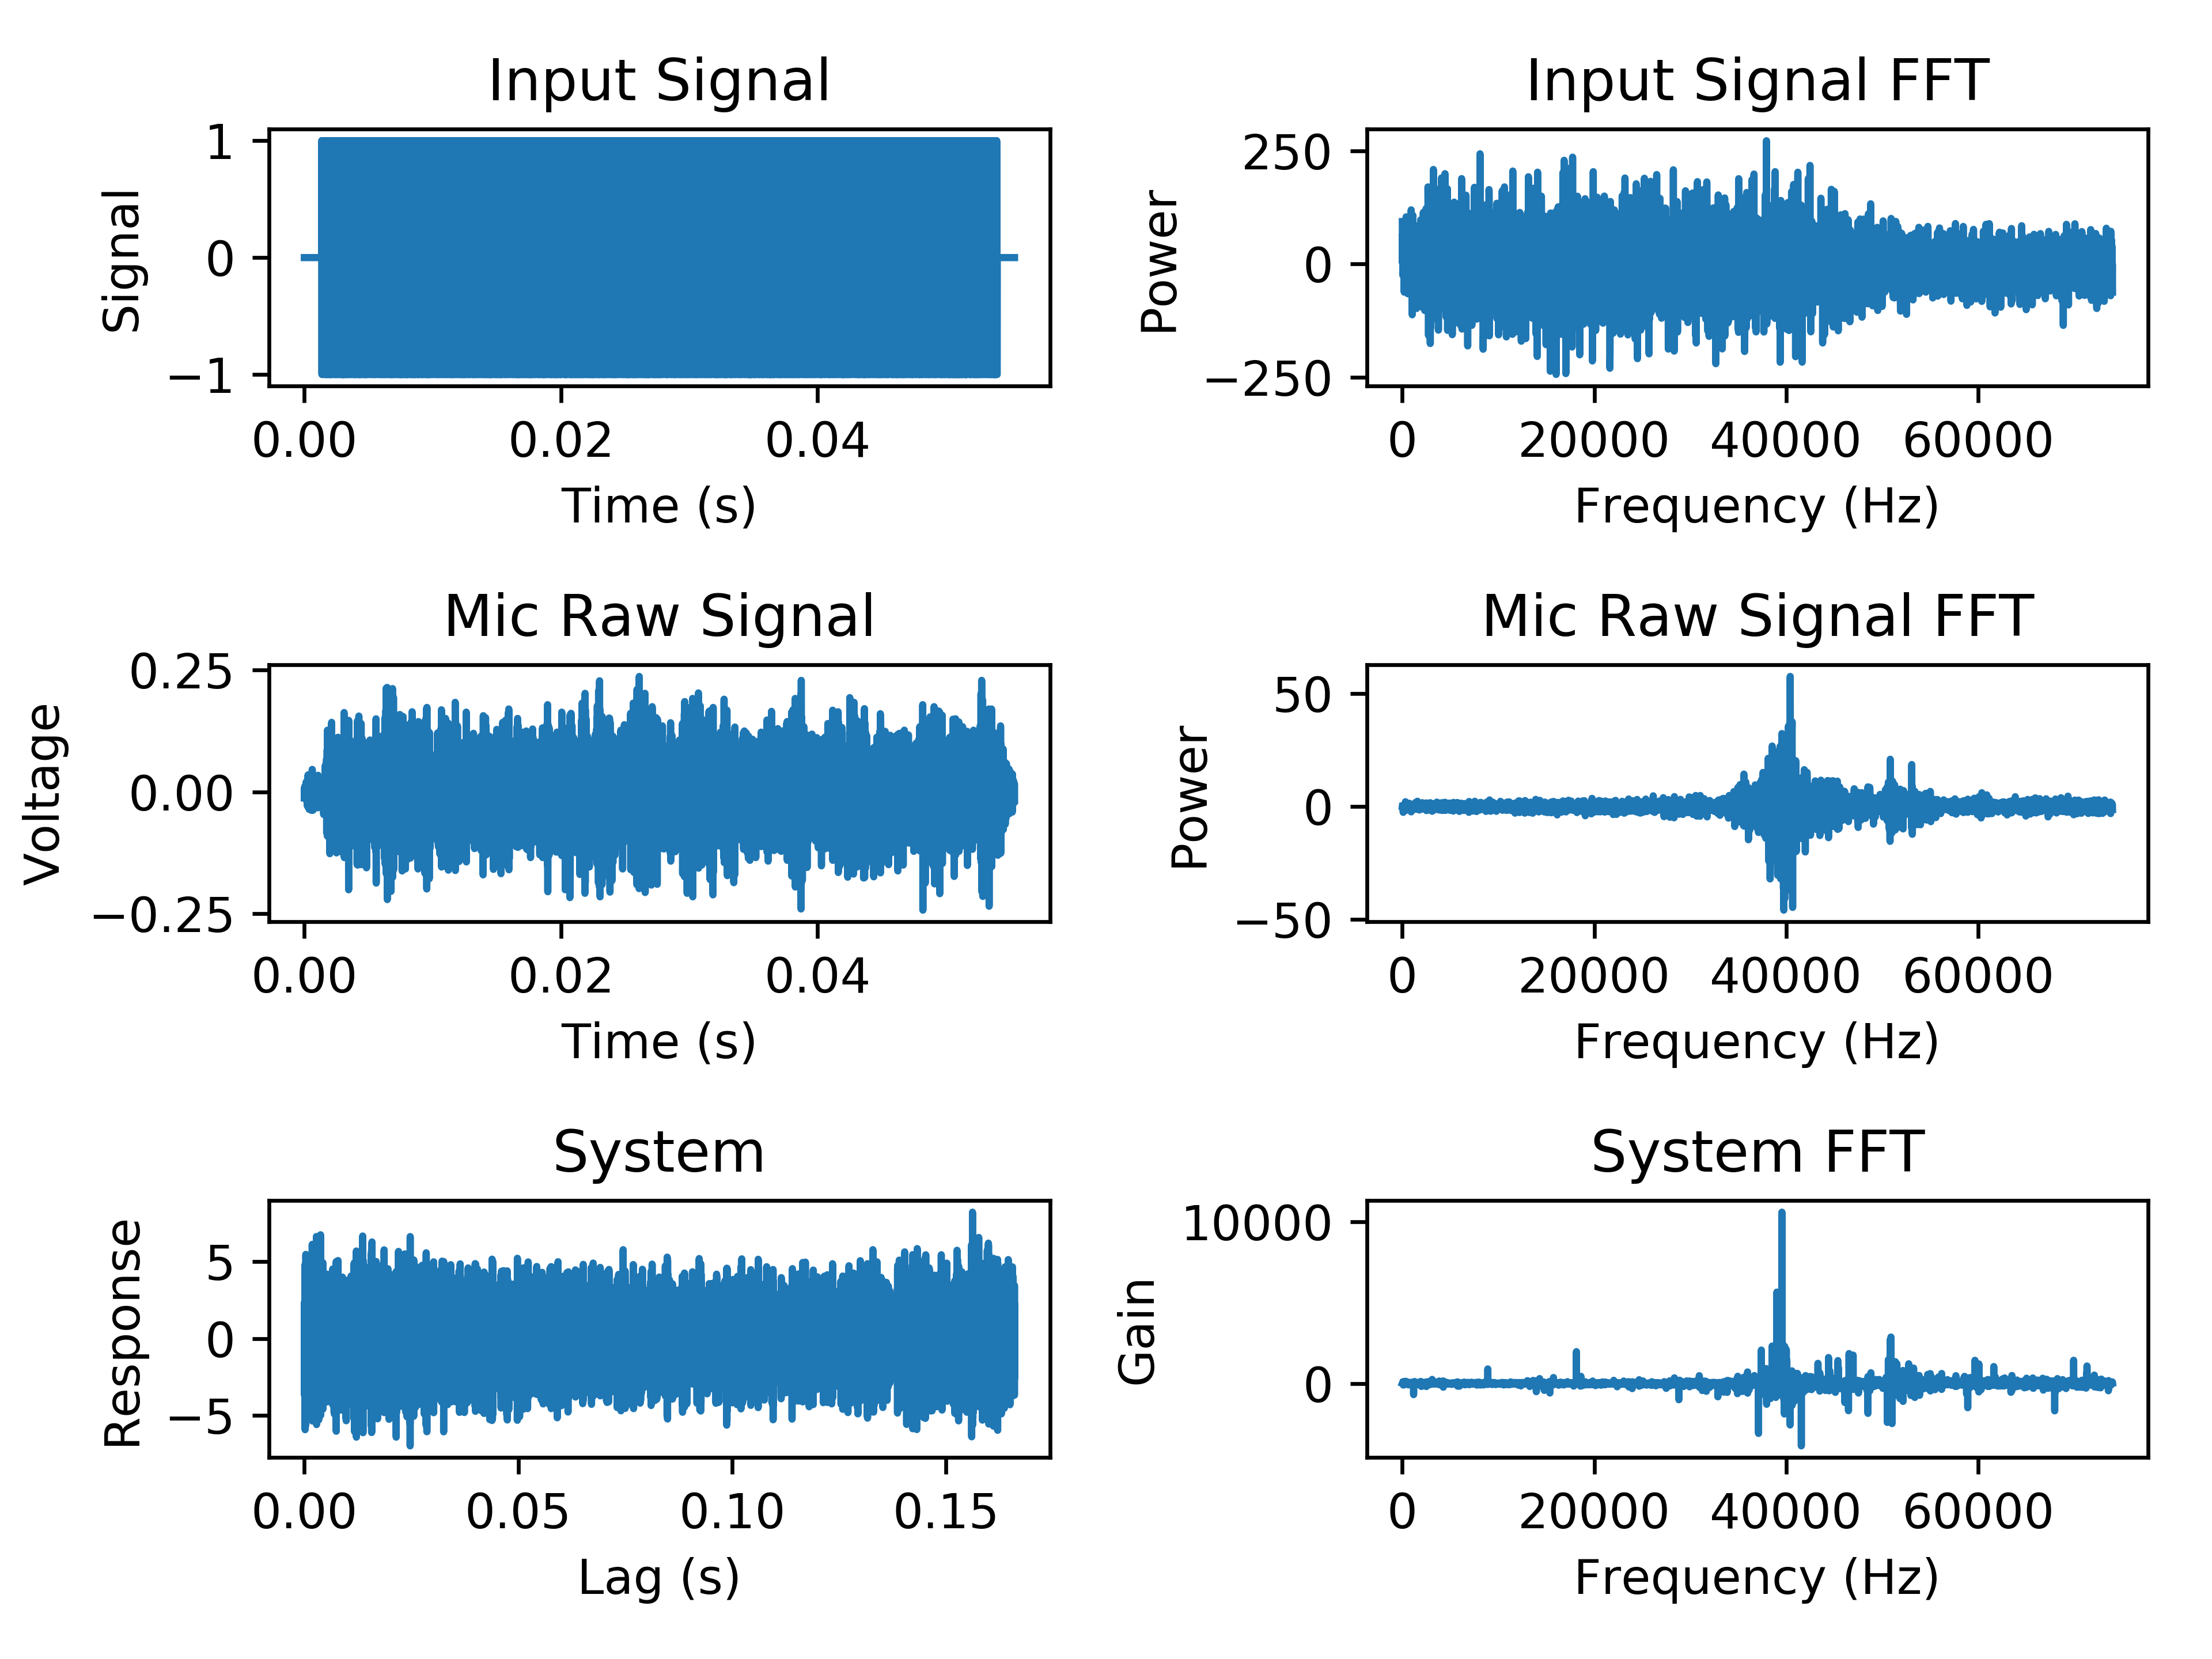 Input Signal
1
0
−1
Signal
0.00 0.02 0.04
Time (s)
Input Signal FFT
250
0
−250
Power
0 20000 40000 60000
Frequency (Hz)
Mic Raw Signal
0.25
0.00
−0.25
Voltage
0.00 0.02 0.04
Time (s)
Mic Raw Signal FFT
50
0
−50
Power
0 20000 40000 60000
Frequency (Hz)
System
5
0
−5
Response
0.00 0.05 0.10 0.15
Lag (s)
System FFT
10000
0
Gain
0 20000 40000 60000
Frequency (Hz)